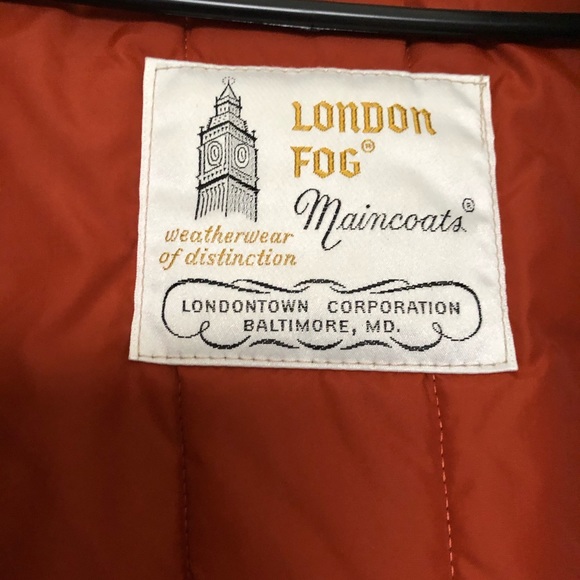 LONDON
FOG®
Maincoats®
weatherwear
of distinction
LONDONTOWN CORPORATION
BALTIMORE, MD.